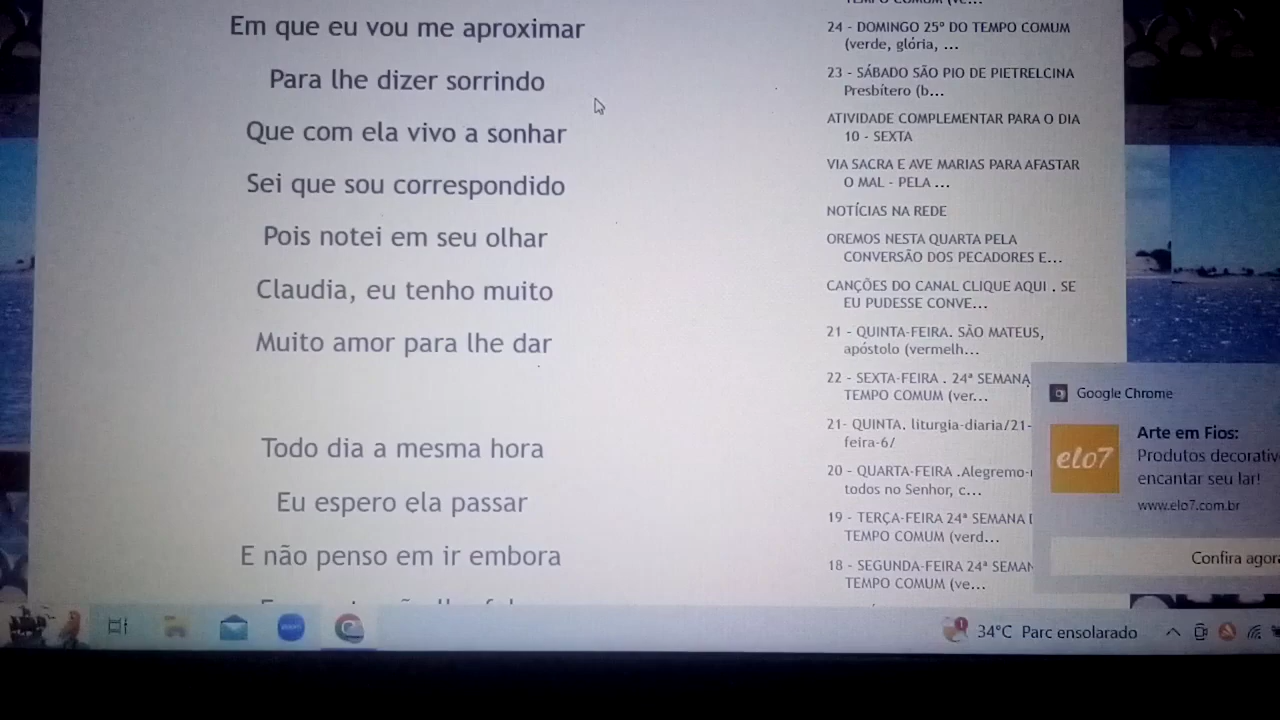 Em que eu vou me aproximar
Para lhe dizer sorrindo
Que com ela vivo a sonhar
Sei que sou correspondido
Pois notei em seu olhar
Claudia, eu tenho muito
Muito amor para lhe dar
Todo dia a mesma hora
Eu espero ela passar
E não penso em ir embora
24 - DOMINGO 25º DO TEMPO COMUM
(verde, glória, ...
23 - SÁBADO SÃO PIO DE PIETRELCINA
Presbítero (b...
ATIVIDADE COMPLEMENTAR PARA O DIA
10 - SEXTA
VIA SACRA E AVE MARIAS PARA AFASTAR
O MAL - PELA ...
NOTÍCIAS NA REDE
OREMOS NESTA QUARTA PELA
CONVERSÃO DOS PECADORES E...
CANÇÕES DO CANAL CLIQUE AQUI . SE
EU PUDESSE CONVE...
21 - QUINTA-FEIRA. SÃO MATEUS,
apóstolo (vermelh...
22 - SEXTA-FEIRA . 24ª SEMANA
TEMPO COMUM (ver...
21- QUINTA. liturgia-diaria/21-
feira-6/
20 - QUARTA-FEIRA .Alegremo-
todos no Senhor, c...
19 - TERÇA-FEIRA 24ª SEMANA
TEMPO COMUM (verd...
18 - SEGUNDA-FEIRA 24ª SEMAN
TEMPO COMUM (ve...
Google Chrome
elo7
Arte em Fios:
Produtos decorativ
encantar seu lar!
www.elo7.com.br
Confira agora
zoom
1
34°C Parc ensolarado